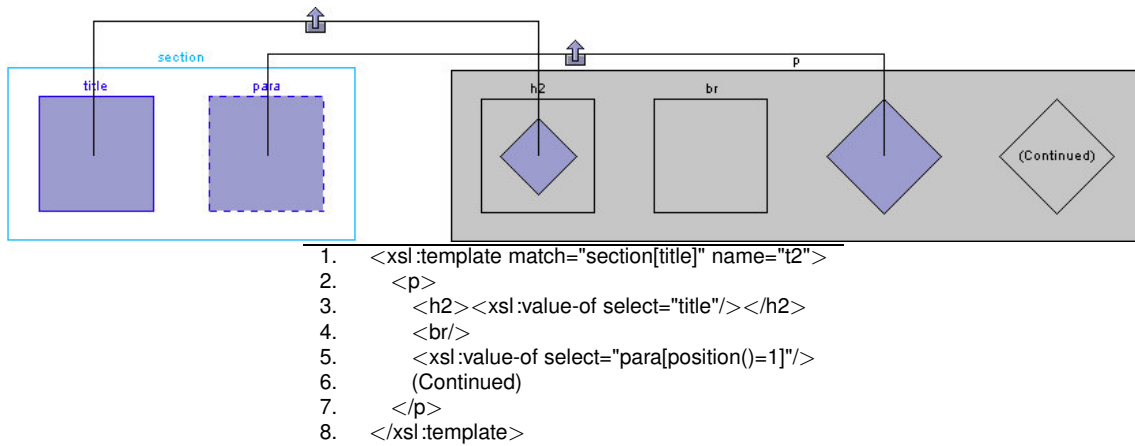 section
p
title
para
h2
br
(Continued)
1. <xsl:template match="section[title]" name="t2">
2. <p>
3. <h2><xsl:value-of select="title"/></h2>
4. <br/>
5. <xsl:value-of select="para[position()=1]"/>
6. (Continued)
7. </p>
8. </xsl:template>